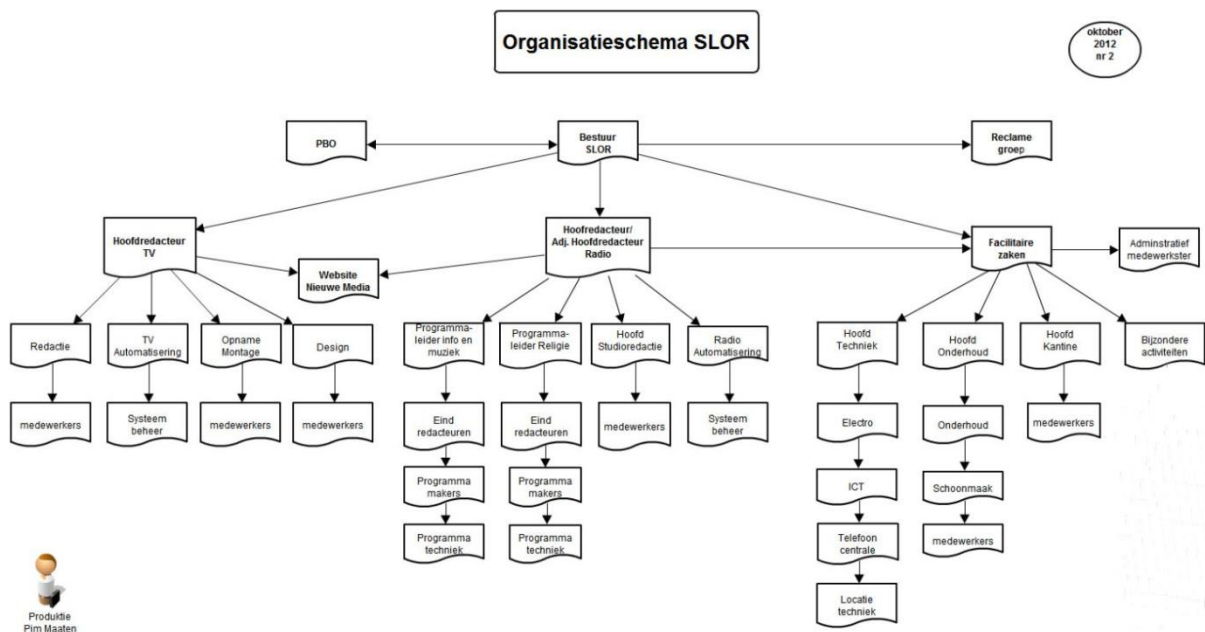 Organisatieschema SLOR
oktober
2012
nr 2
PBO
Bestuur
SLOR
Reclame
groep
Hoofdredacteur
TV
Hoofredacteur/
Adj. Hoofdredacteur
Radio
Facilitaire
zaken
Adminstratief
medewerkster
Website
Nieuwe Media
Redactie
TV
Automatisering
Opname
Montage
Design
Programma-
leider info en
muziek
Programma-
leider Religie
Hoofd
Studioredactie
Radio
Automatisering
Hoofd
Techniek
Hoofd
Onderhoud
Hoofd
Kantine
Bijzondere
activiteiten
medewerkers
Systeem
beheer
medewerkers
medewerkers
Eind
redacteuren
Eind
redacteuren
medewerkers
Systeem
beheer
Electro
Onderhoud
medewerkers
Programma
makers
Programma
makers
ICT
Schoonmaak
Programma
techniek
Programma
techniek
Telefoon
centrale
medewerkers
Locatie
techniek
Produktie
Pim Maaten